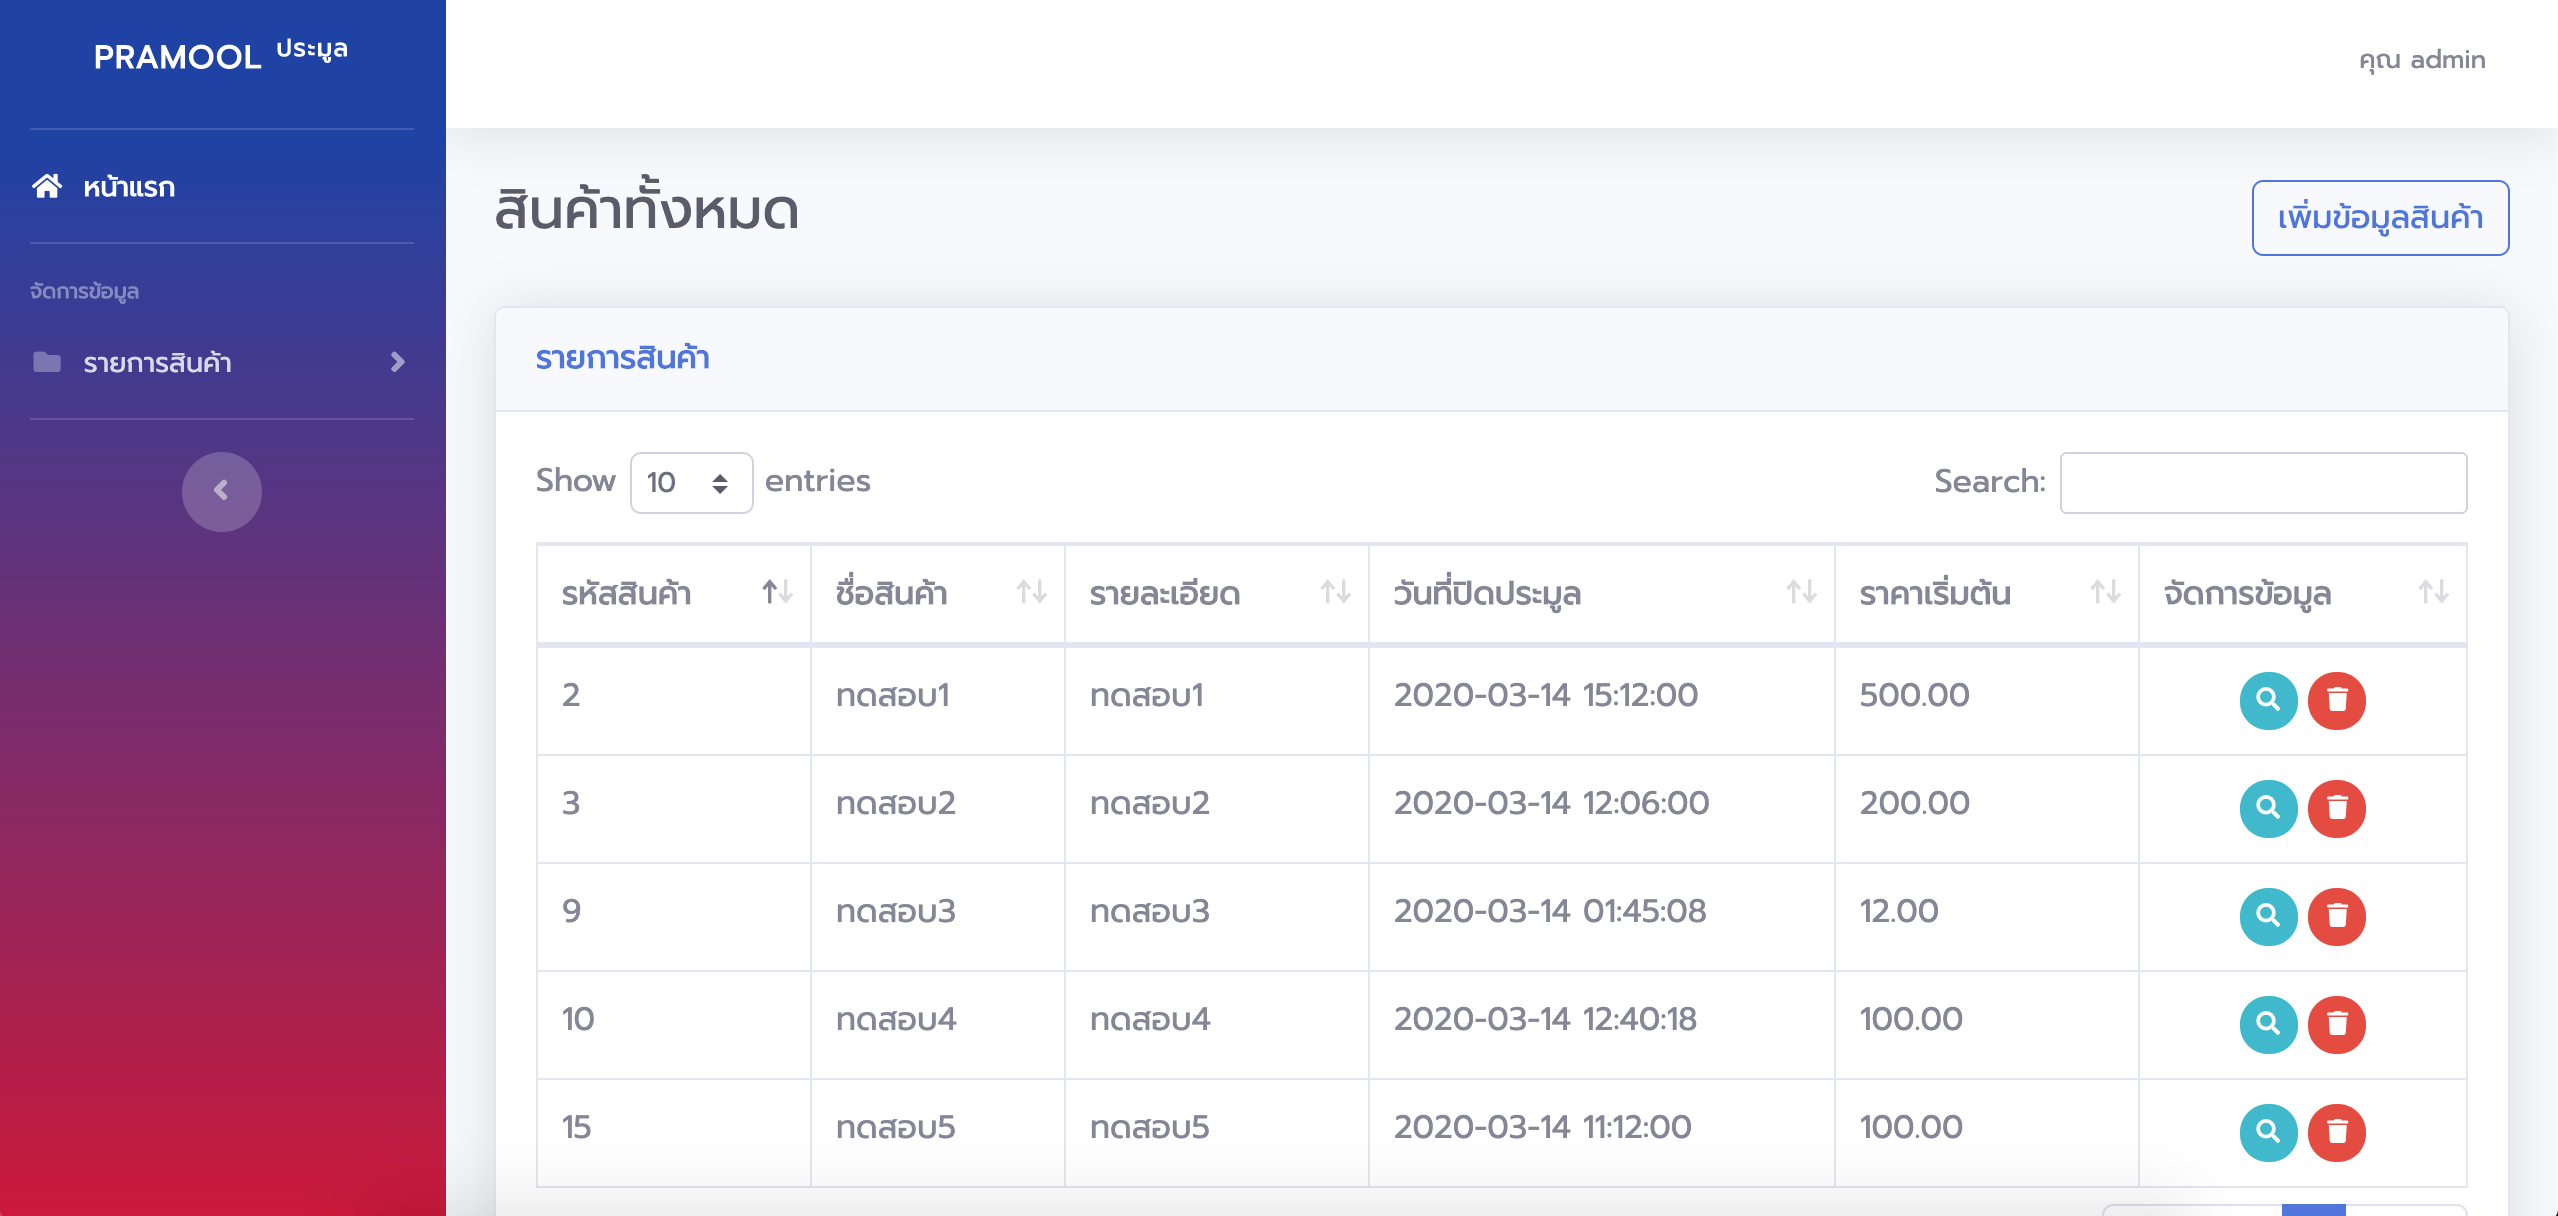 PRAMOOL ประมูล
คุณ admin
หน้าแรก
จัดการข้อมูล
รายการสินค้า
สินค้าทั้งหมด
เพิ่มข้อมูลสินค้า
รายการสินค้า
Show 10 entries
Search:
รหัสสินค้า ชื่อสินค้า รายละเอียด วันที่ปิดประมูล ราคาเริ่มต้น จัดการข้อมูล
2 ทดสอบ1 ทดสอบ1 2020-03-14 15:12:00 500.00
3 ทดสอบ2 ทดสอบ2 2020-03-14 12:06:00 200.00
9 ทดสอบ3 ทดสอบ3 2020-03-14 01:45:08 12.00
10 ทดสอบ4 ทดสอบ4 2020-03-14 12:40:18 100.00
15 ทดสอบ5 ทดสอบ5 2020-03-14 11:12:00 100.00